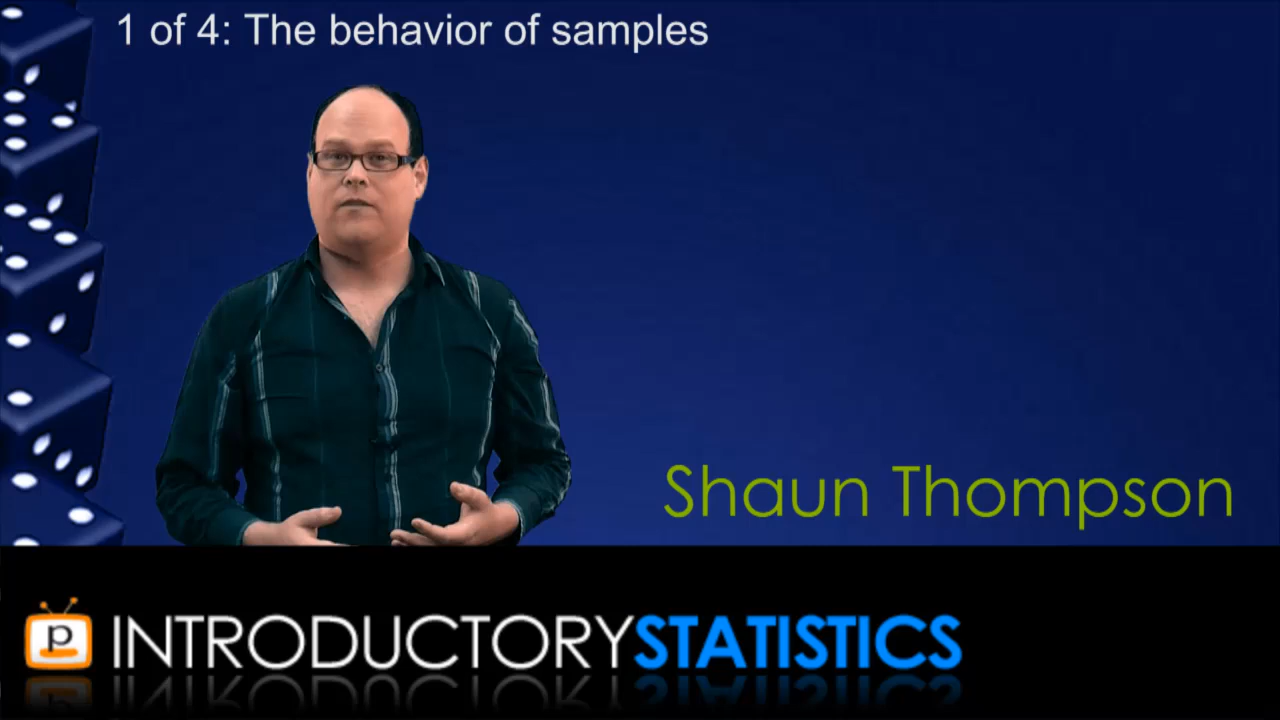 1 of 4: The behavior of samples
Shaun Thompson
p
INTRODUCTORYSTATISTICS